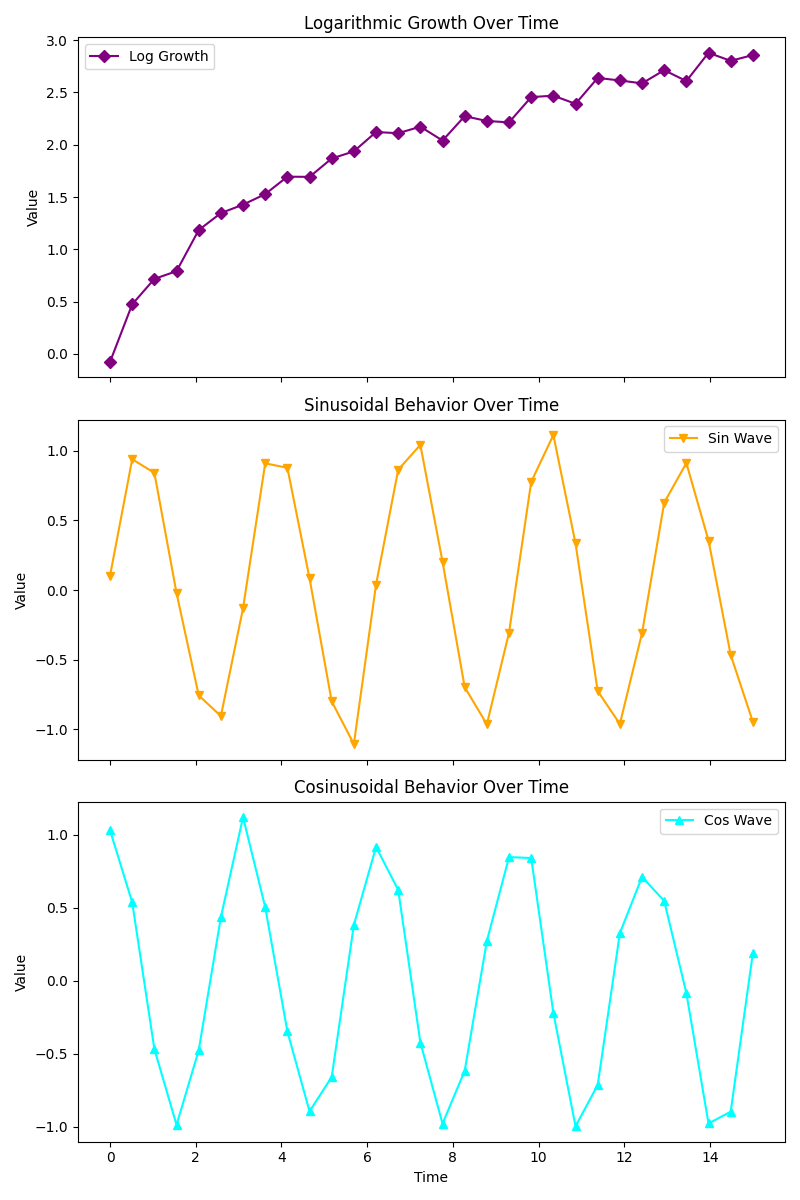 Logarithmic Growth Over Time
Log Growth
3.0
2.5
2.0
1.5
1.0
0.5
0.0
Value
Sinusoidal Behavior Over Time
Sin Wave
1.0
0.5
0.0
−0.5
−1.0
Value
Cosinusoidal Behavior Over Time
Cos Wave
1.0
0.5
0.0
−0.5
−1.0
Value
0 2 4 6 8 10 12 14
Time